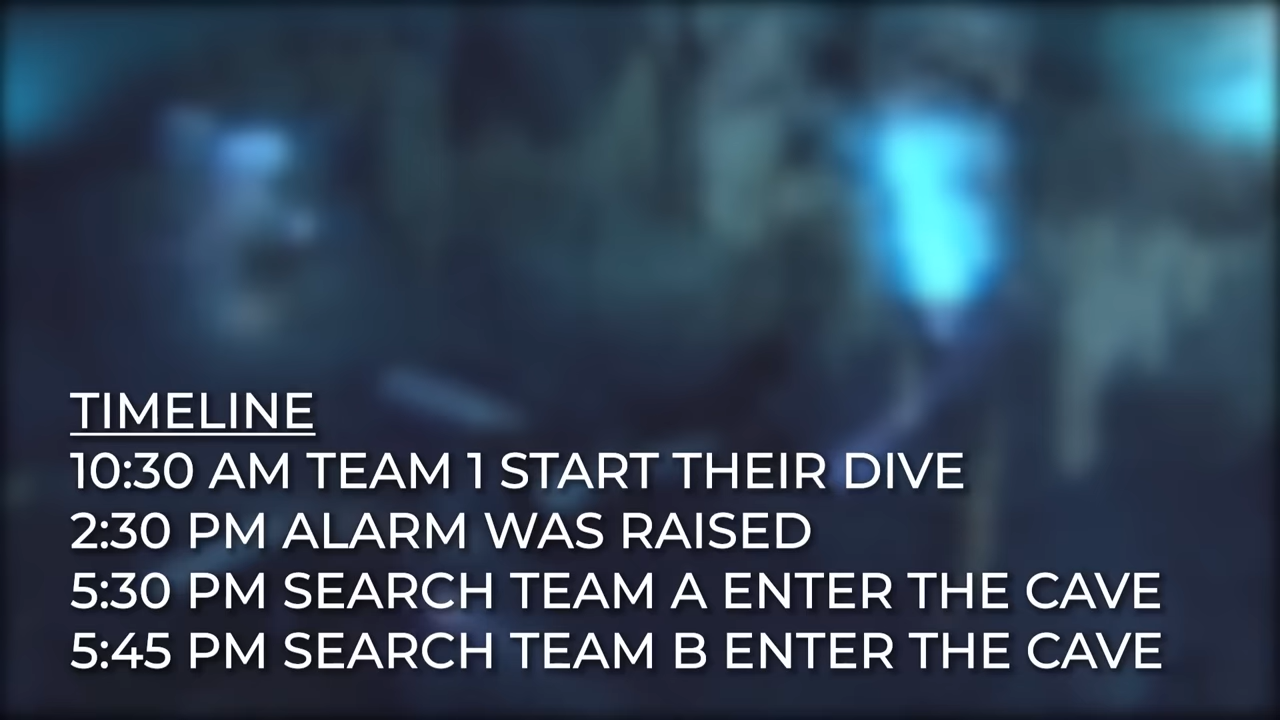 TIMELINE
10:30 AM TEAM 1 START THEIR DIVE
2:30 PM ALARM WAS RAISED
5:30 PM SEARCH TEAM A ENTER THE CAVE
5:45 PM SEARCH TEAM B ENTER THE CAVE